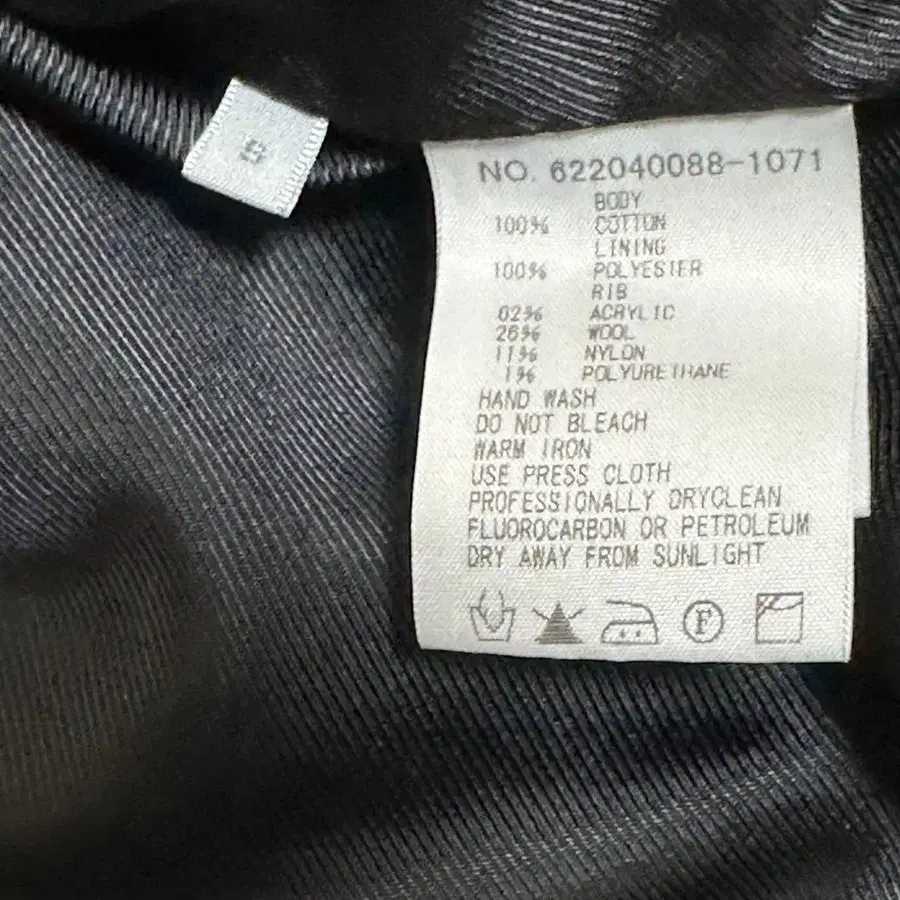 NO. 622040088-1071
BODY
100% COTTON
LINING
100% POLYESTER
RIB
62% ACRYLIC
26% WOOL
11% NYLON
1% POLYURETHANE
HAND WASH
DO NOT BLEACH
WARM IRON
USE PRESS CLOTH
PROFESSIONALLY DRYCLEAN
FLUOROCARBON OR PETROLEUM
DRY AWAY FROM SUNLIGHT
F